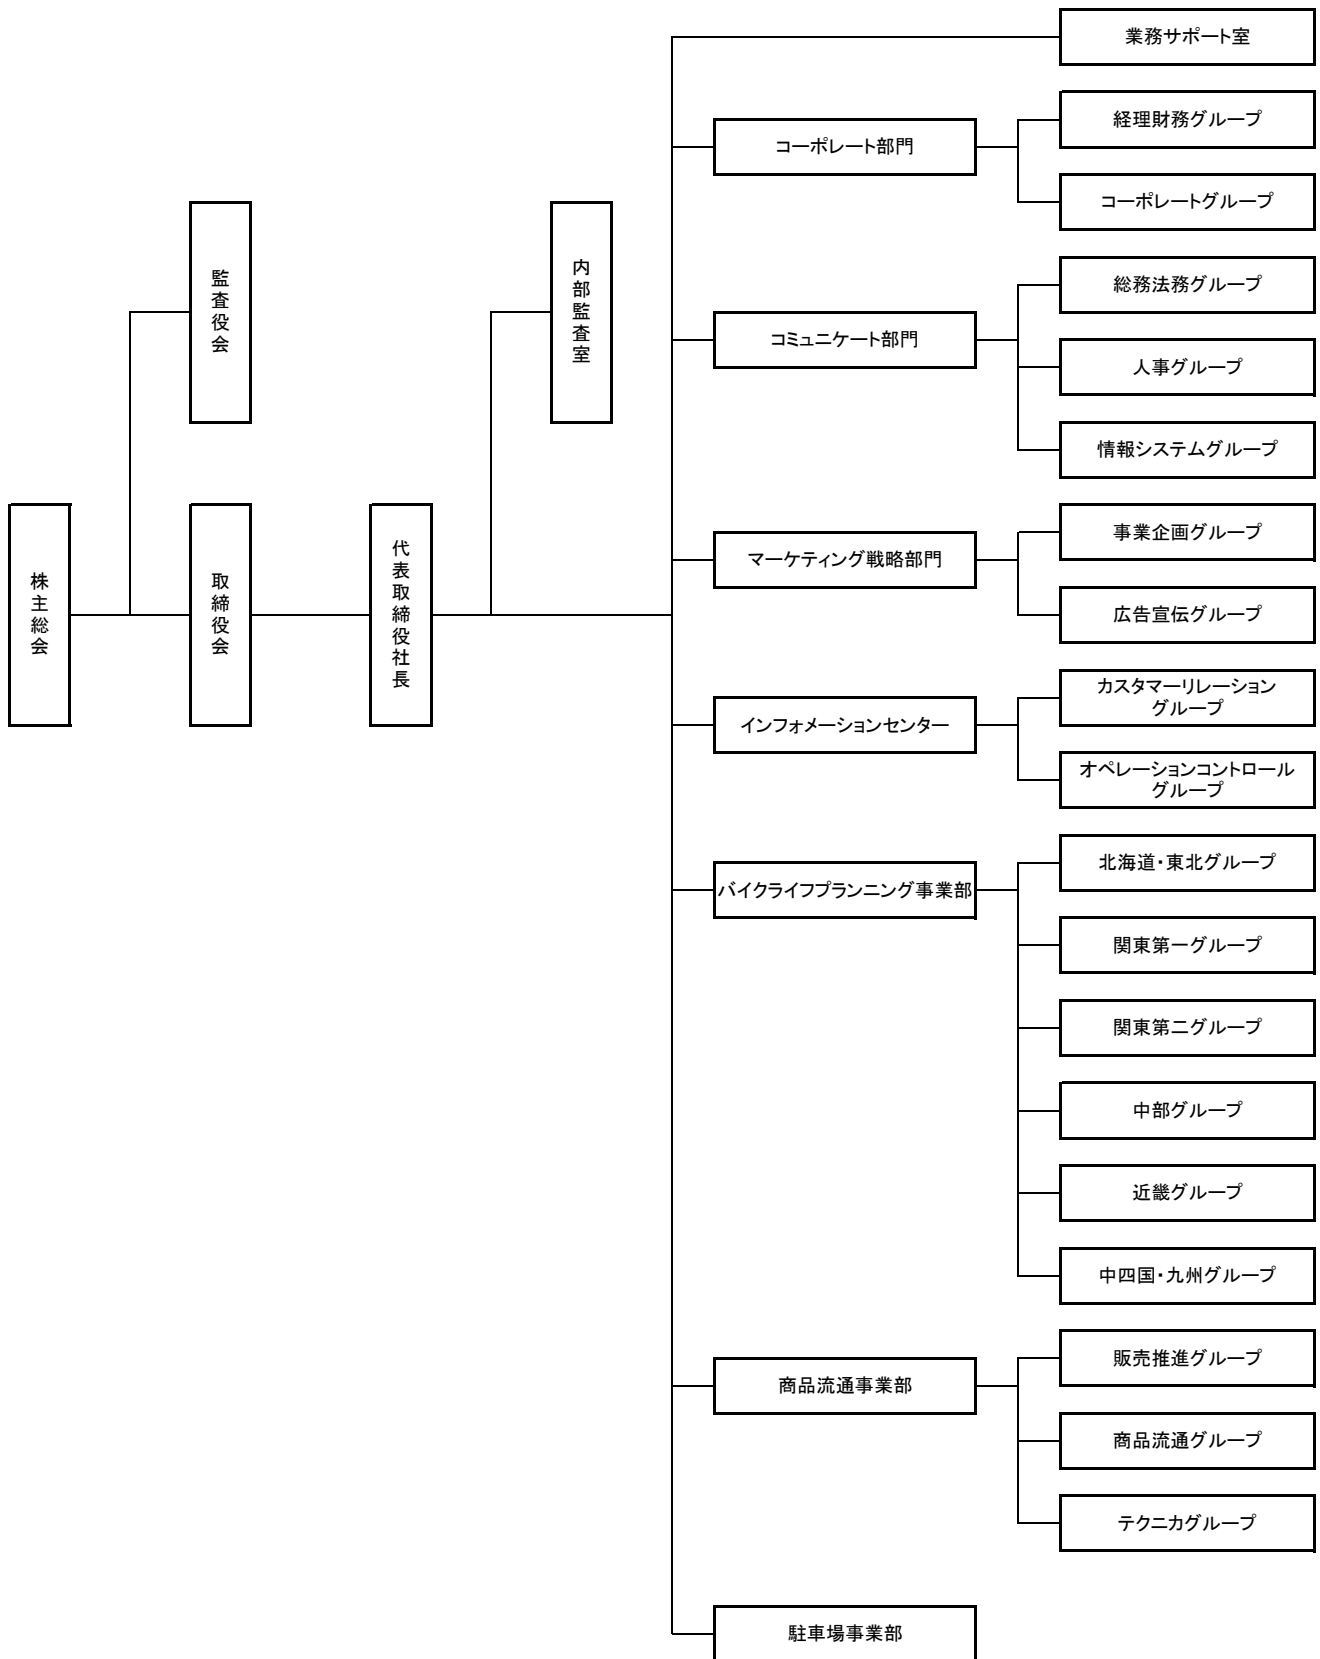 株主総会
監査役会
取締役会
代表取締役社長
内部監査室
業務サポート室
コーポレート部門
経理財務グループ
コーポレートグループ
コミュニケート部門
総務法務グループ
人事グループ
情報システムグループ
マーケティング戦略部門
事業企画グループ
広告宣伝グループ
インフォメーションセンター
カスタマーリレーション
グループ
オペレーションコントロール
グループ
バイクライフプランニング事業部
北海道・東北グループ
関東第一グループ
関東第二グループ
中部グループ
近畿グループ
中四国・九州グループ
商品流通事業部
販売推進グループ
商品流通グループ
テクニカグループ
駐車場事業部